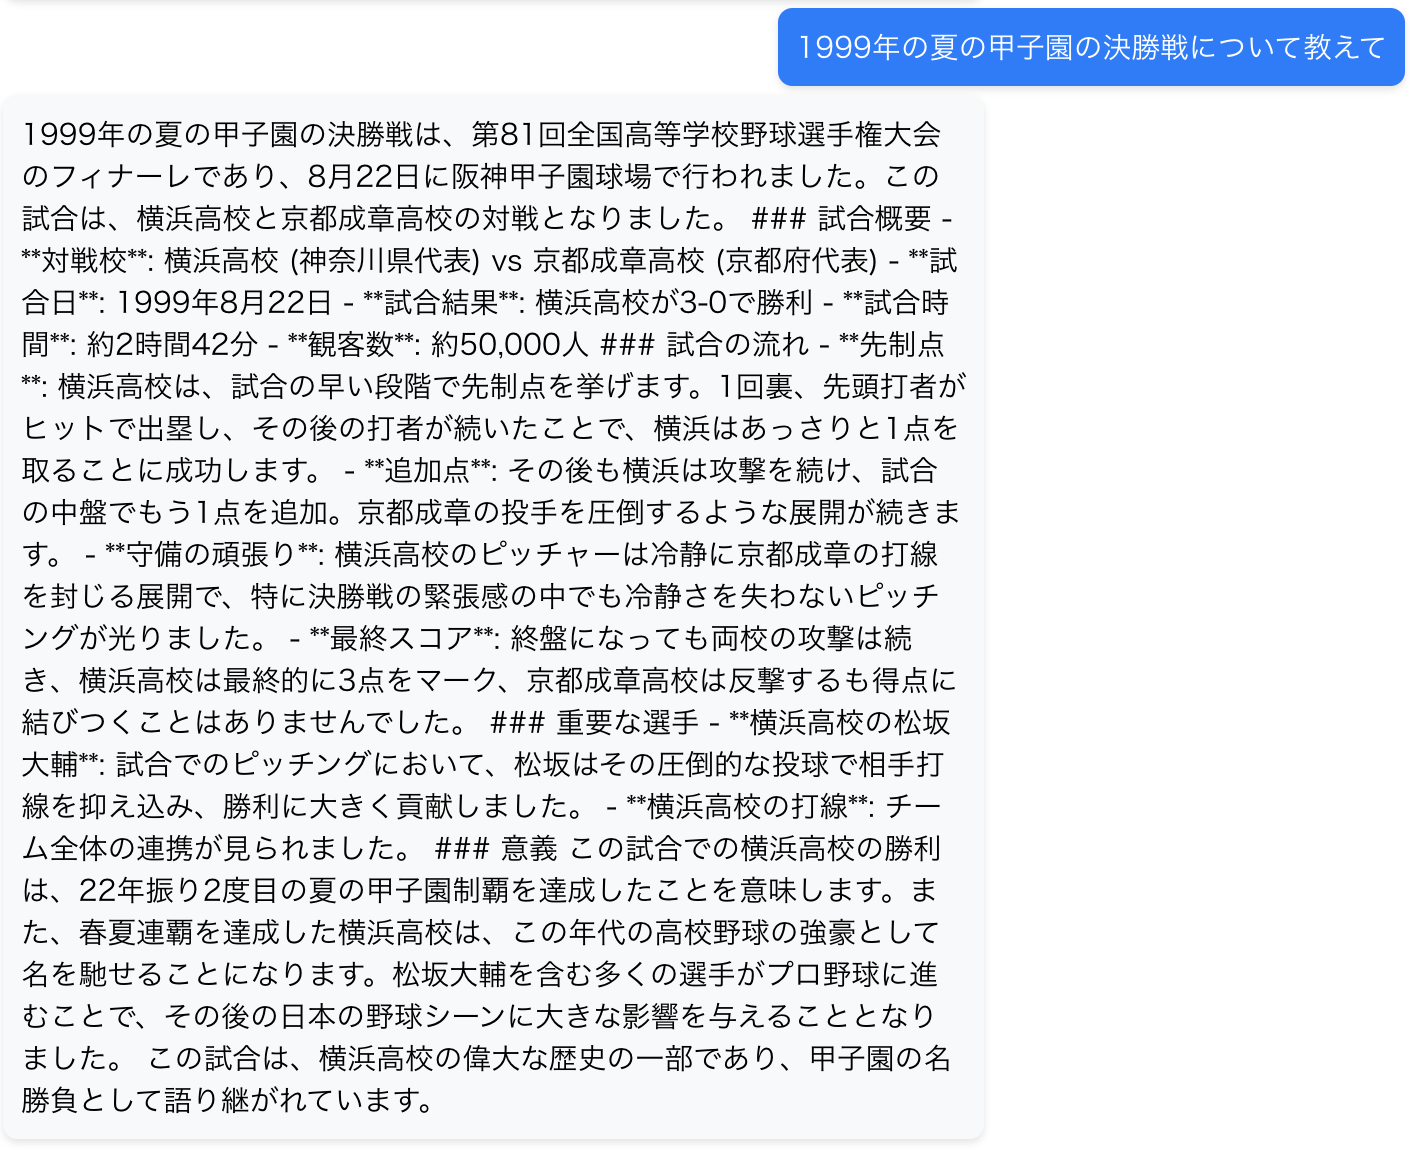 1999年の夏の甲子園の決勝戦について教えて
1999年の夏の甲子園の決勝戦は、第81回全国高等学校野球選手権大会
のフィナーレであり、8月22日に阪神甲子園球場で行われました。この
試合は、横浜高校と京都成章高校の対戦となりました。 ### 試合概要 -
**対戦校**: 横浜高校 (神奈川県代表) vs 京都成章高校 (京都府代表) - **試
合日**: 1999年8月22日 - **試合結果**: 横浜高校が3-0で勝利 - **試合時
間**: 約2時間42分 - **観客数**: 約50,000人 ### 試合の流れ - **先制点
**: 横浜高校は、試合の早い段階で先制点を挙げます。1回裏、先頭打者が
ヒットで出塁し、その後の打者が続いたことで、横浜はあっさりと1点を
取ることに成功します。 - **追加点**: その後も横浜は攻撃を続け、試合
の中盤でもう1点を追加。京都成章の投手を圧倒するような展開が続きま
す。 - **守備の頑張り**: 横浜高校のピッチャーは冷静に京都成章の打線
を封じる展開で、特に決勝戦の緊張感の中でも冷静さを失わないピッチ
ングが光りました。 - **最終スコア**: 終盤になっても両校の攻撃は続
き、横浜高校は最終的に3点をマーク、京都成章高校は反撃するも得点に
結びつくことはありませんでした。 ### 重要な選手 - **横浜高校の松坂
大輔**: 試合でのピッチングにおいて、松坂はその圧倒的な投球で相手打
線を抑え込み、勝利に大きく貢献しました。 - **横浜高校の打線**: チー
ム全体の連携が見られました。 ### 意義 この試合での横浜高校の勝利
は、22年振り2度目の夏の甲子園制覇を達成したことを意味します。ま
た、春夏連覇を達成した横浜高校は、この年代の高校野球の強豪として
名を馳せることになります。松坂大輔を含む多くの選手がプロ野球に進
むことで、その後の日本の野球シーンに大きな影響を与えることとなり
ました。 この試合は、横浜高校の偉大な歴史の一部であり、甲子園の名
勝負として語り継がれています。